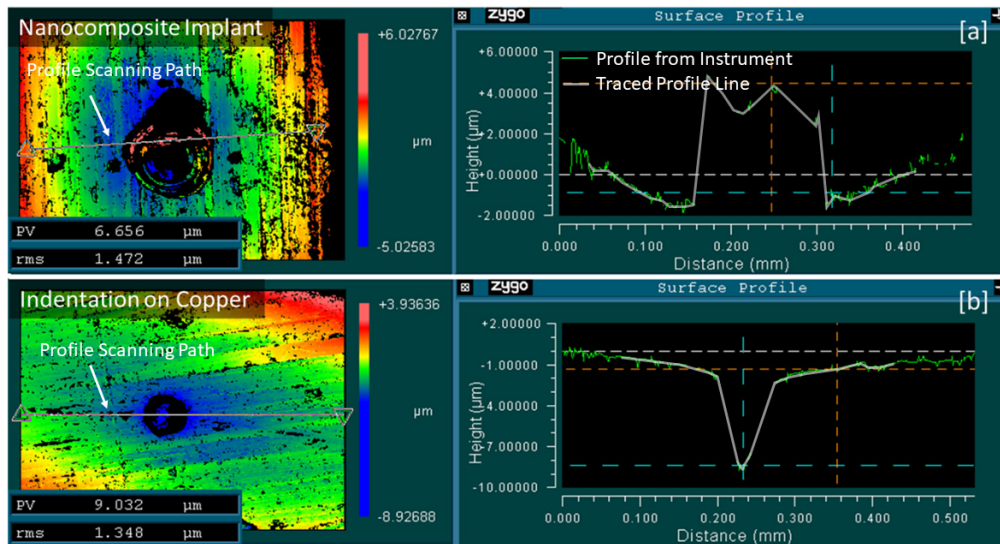 Nanocomposite Implant
Profile Scanning Path
+6.02767
µm
-5.02583
PV 6.656 µm
rms 1.472 µm
zygo Surface Profile
[a]
Profile from Instrument
Traced Profile Line
Height (µm)
+6.00000
+4.00000
+2.00000
+0.00000
-2.00000
0.000 0.100 0.200 0.300 0.400
Distance (mm)
Indentation on Copper
Profile Scanning Path
+3.93636
µm
-8.92688
PV 9.032 µm
rms 1.348 µm
zygo Surface Profile
[b]
Height (µm)
+2.00000
-1.00000
-4.00000
-7.00000
-10.00000
0.000 0.100 0.200 0.300 0.400 0.500
Distance (mm)